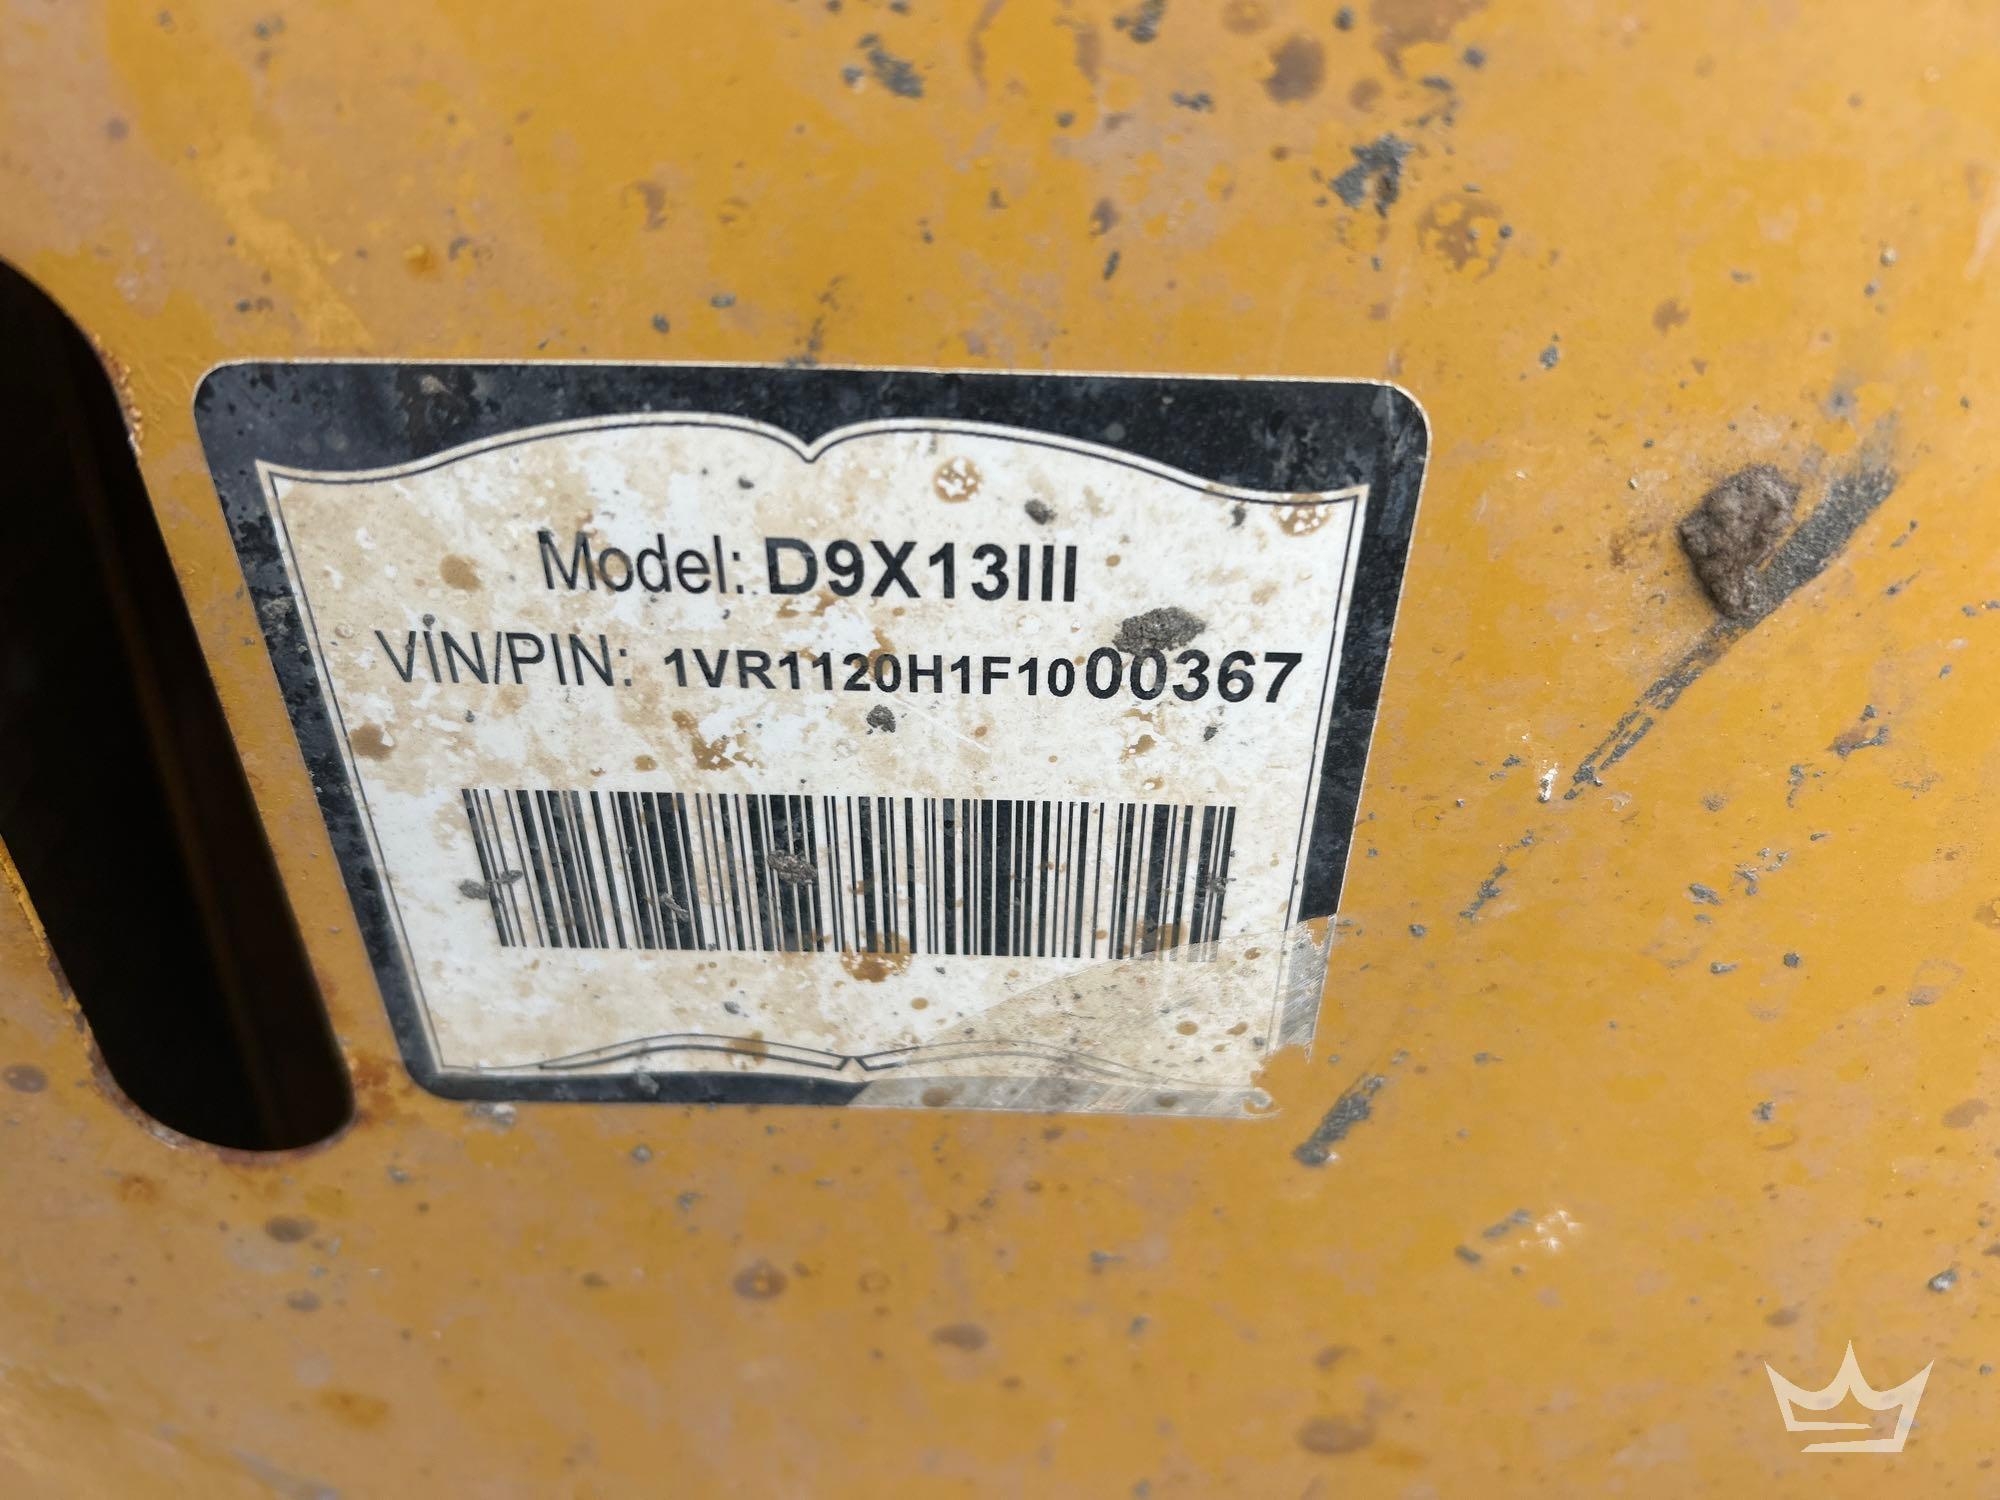 Model: D9X13III
VIN/PIN: 1VR1120H1F1000367